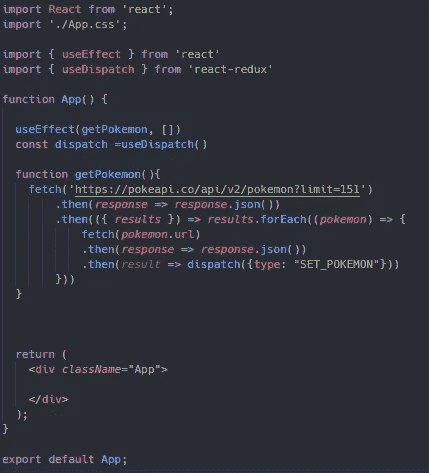 import React from 'react';
import './App.css';
import { useEffect } from 'react'
import { useDispatch } from 'react-redux'
function App() {
useEffect(getPokemon, [])
const dispatch =useDispatch()
function getPokemon(){
fetch('https://pokeapi.co/api/v2/pokemon?limit=151')
.then(response => response.json())
.then(({ results }) => results.forEach((pokemon) => {
fetch(pokemon.url)
.then(response => response.json())
.then(result => dispatch({type: "SET_POKEMON"}))
}))
}
return (
<div className="App">
</div>
);
}
export default App;